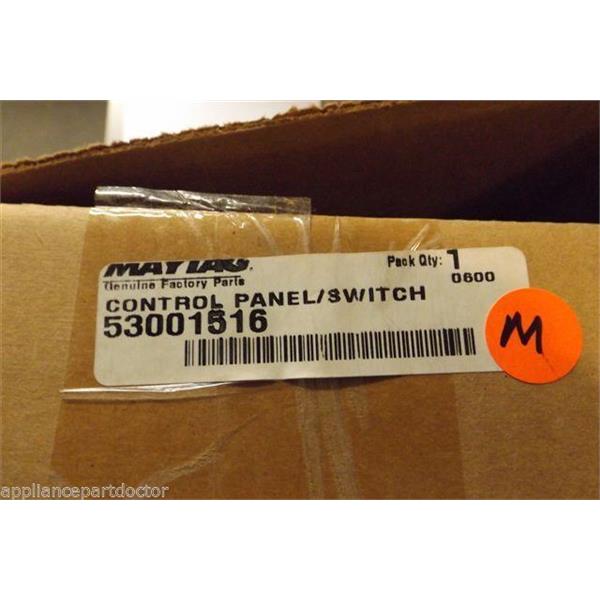 MAYTAG.
Genuine Factory Parts
Pack Qty: 1
0600
CONTROL PANEL/SWITCH
53001516
M
appliancepartdoctor